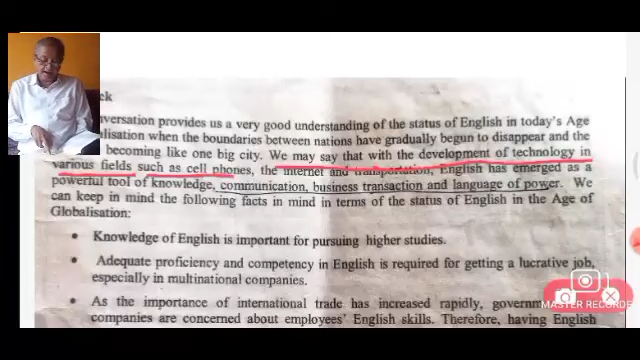 ck
versation provides us a very good understanding of the status of English in today's Age
alisation when the boundaries between nations have gradually begun to disappear and the
becoming like one big city. We may say that with the development of technology in
various fields such as cell phones, the internet and transportation, English has emerged as a
powerful tool of knowledge, communication, business transaction and language of power. We
can keep in mind the following facts in mind in terms of the status of English in the Age of
Globalisation:
• Knowledge of English is important for pursuing higher studies.
• Adequate proficiency and competency in English is required for getting a lucrative job,
especially in multinational companies.
• As the importance of international trade has increased rapidly, governm
companies are concerned about employees' English skills. Therefore, having English
MASTER RECORDE